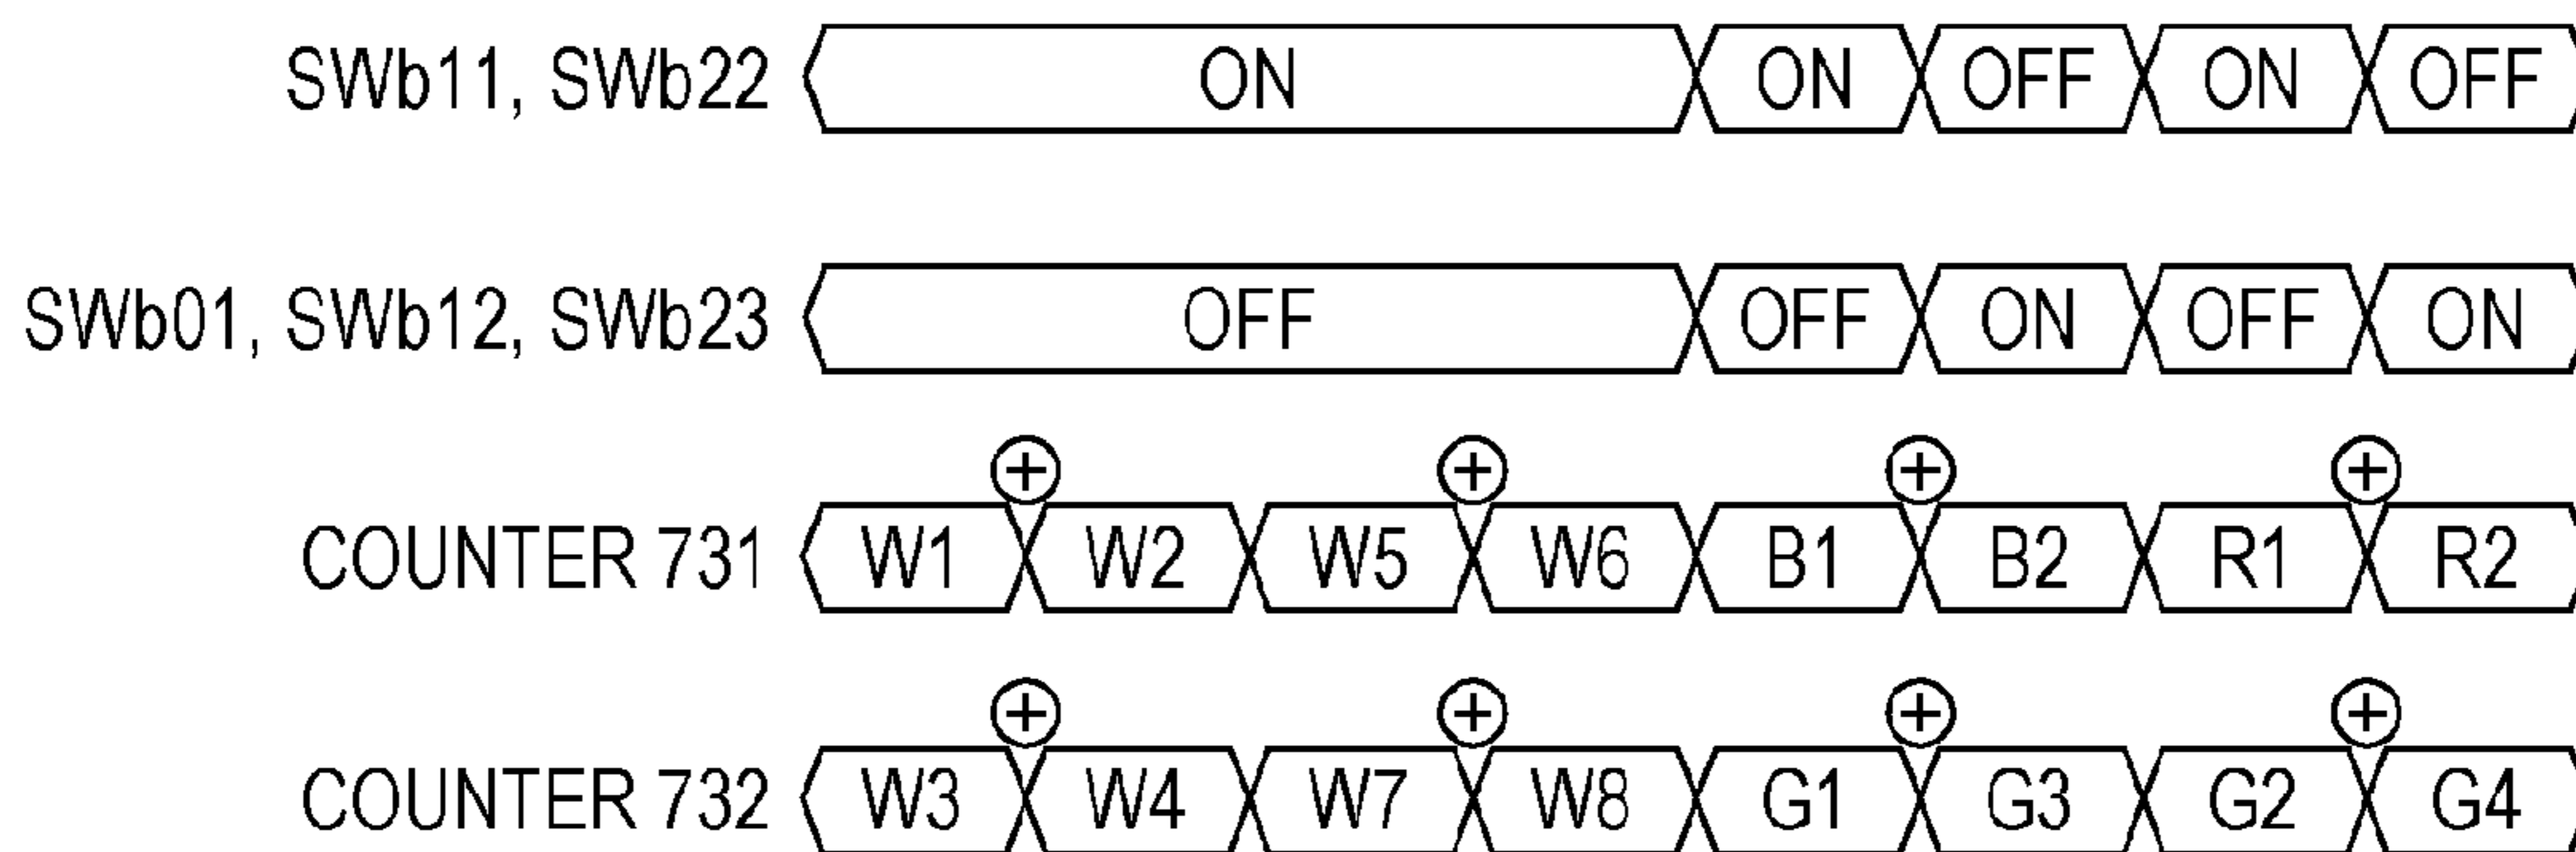 SWb11, SWb22 ON ON OFF ON OFF
SWb01, SWb12, SWb23 OFF OFF ON OFF ON
+ + + +
COUNTER 731 W1 W2 W5 W6 B1 B2 R1 R2
+ + + +
COUNTER 732 W3 W4 W7 W8 G1 G3 G2 G4